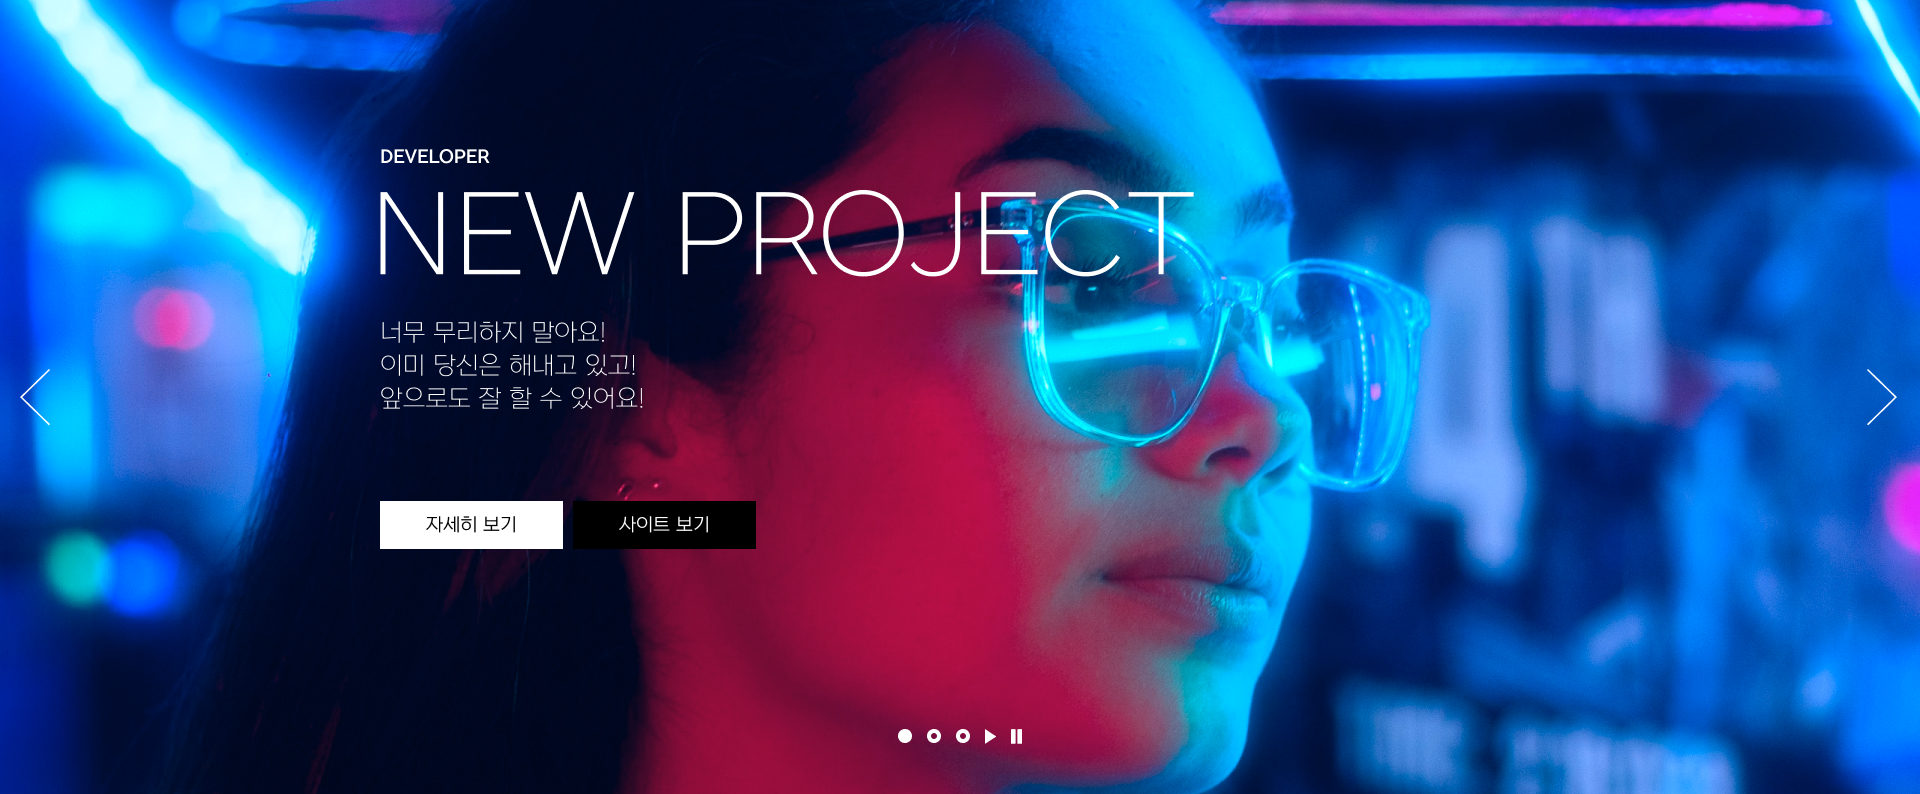 DEVELOPER
NEW PROJECT
너무 무리하지 말아요!
이미 당신은 해내고 있고!
앞으로도 잘 할 수 있어요!
자세히 보기
사이트 보기